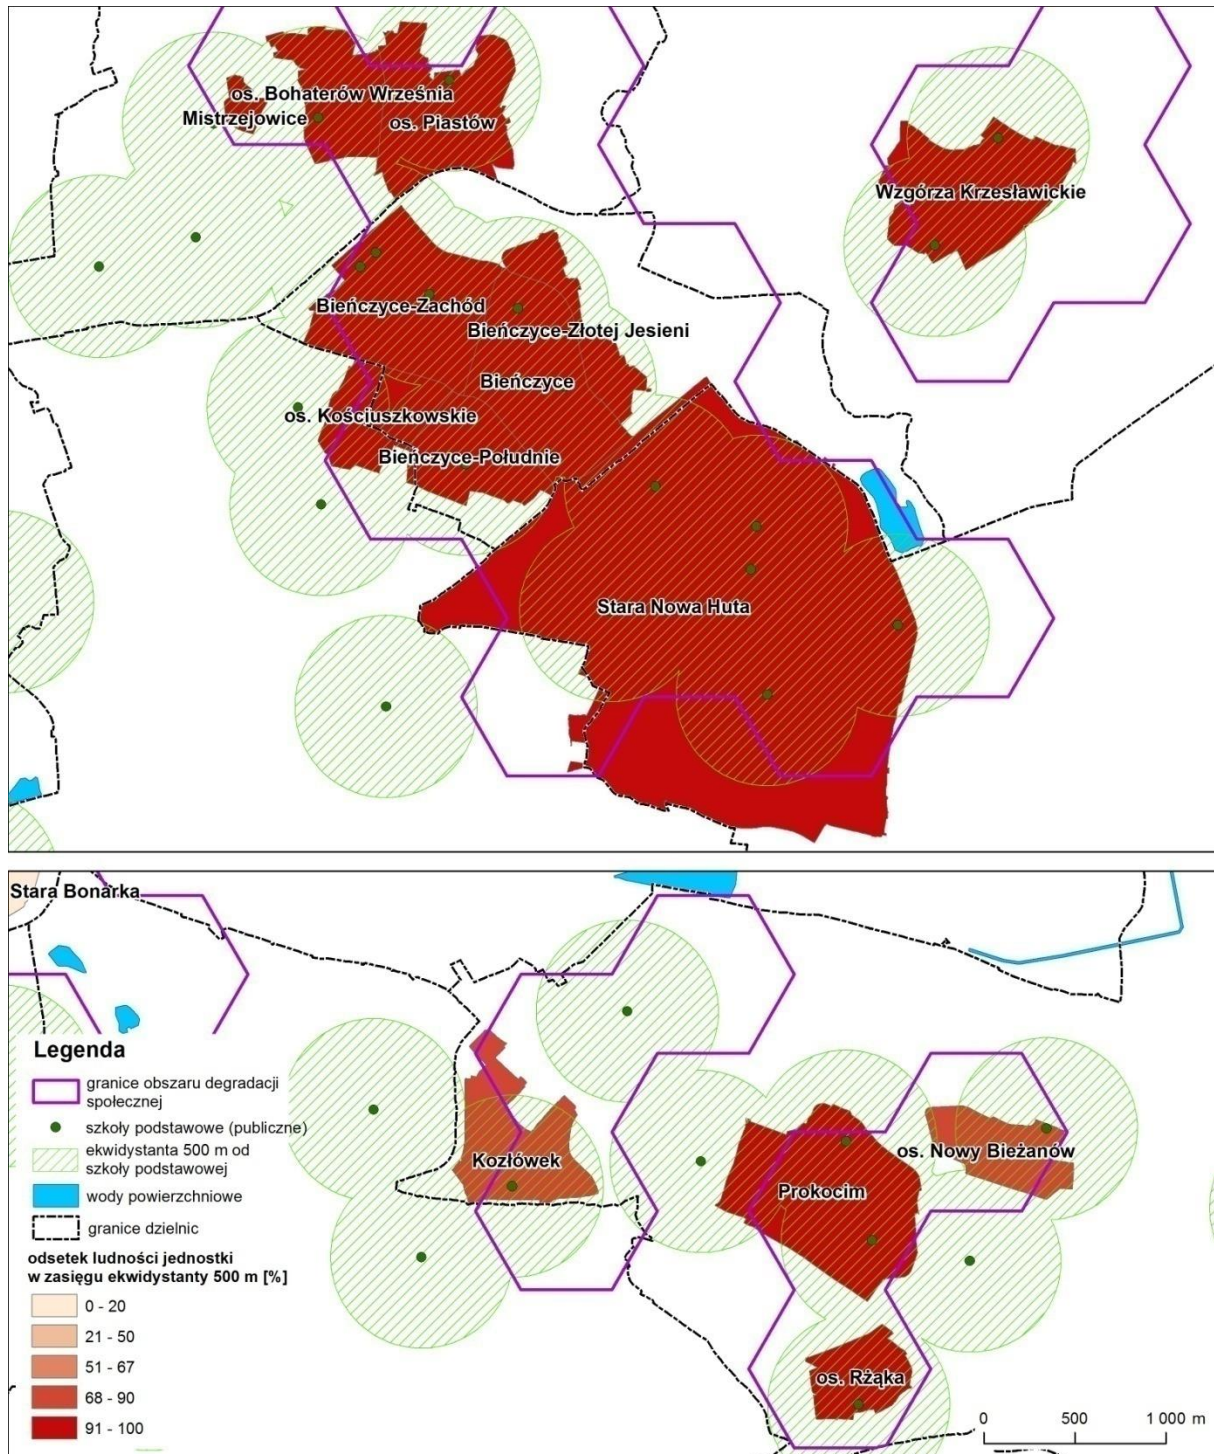 os. Bohaterów Września
Mistrzejowice
os. Piastów
Wzgórza Krzesławickie
Bieńczyce-Zachód
Bieńczyce-Złotej Jesieni
Bieńczyce
os. Kościuszkowskie
Bieńczyce-Południe
Stara Nowa Huta
Stara Bonarka
Kozłówek
os. Nowy Bieżanów
Prokocim
os. Rżąka
Legenda
granice obszaru degradacji
społecznej
szkoły podstawowe (publiczne)
ekwidystanta 500 m od
szkoły podstawowej
wody powierzchniowe
granice dzielnic
odsetek ludności jednostki
w zasięgu ekwidystanty 500 m [%]
0 - 20
21 - 50
51 - 67
68 - 90
91 - 100
0 500 1 000 m